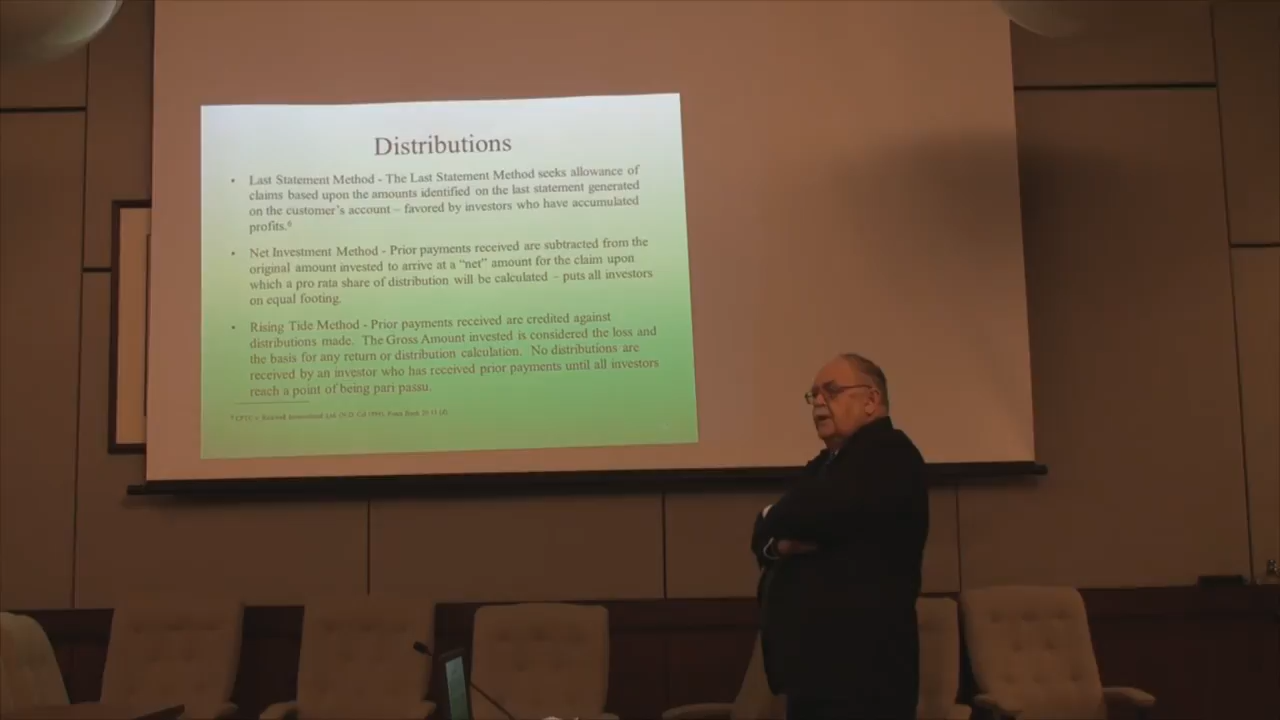 Distributions
• Last Statement Method - The Last Statement Method seeks allowance of
claims based upon the amounts identified on the last statement generated
on the customer's account – favored by investors who have accumulated
profits.⁶
• Net Investment Method - Prior payments received are subtracted from the
original amount invested to arrive at a “net” amount for the claim upon
which a pro rata share of distribution will be calculated – puts all investors
on equal footing.
• Rising Tide Method - Prior payments received are credited against
distributions made. The Gross Amount invested is considered the loss and
the basis for any return or distribution calculation. No distributions are
received by an investor who has received prior payments until all investors
reach a point of being pari passu.